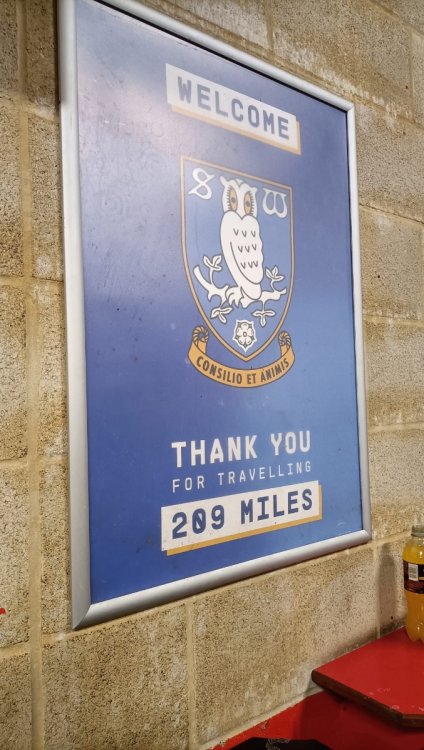 WELCOME
S W
CONSILIO ET ANIMIS
THANK YOU
FOR TRAVELLING
209 MILES